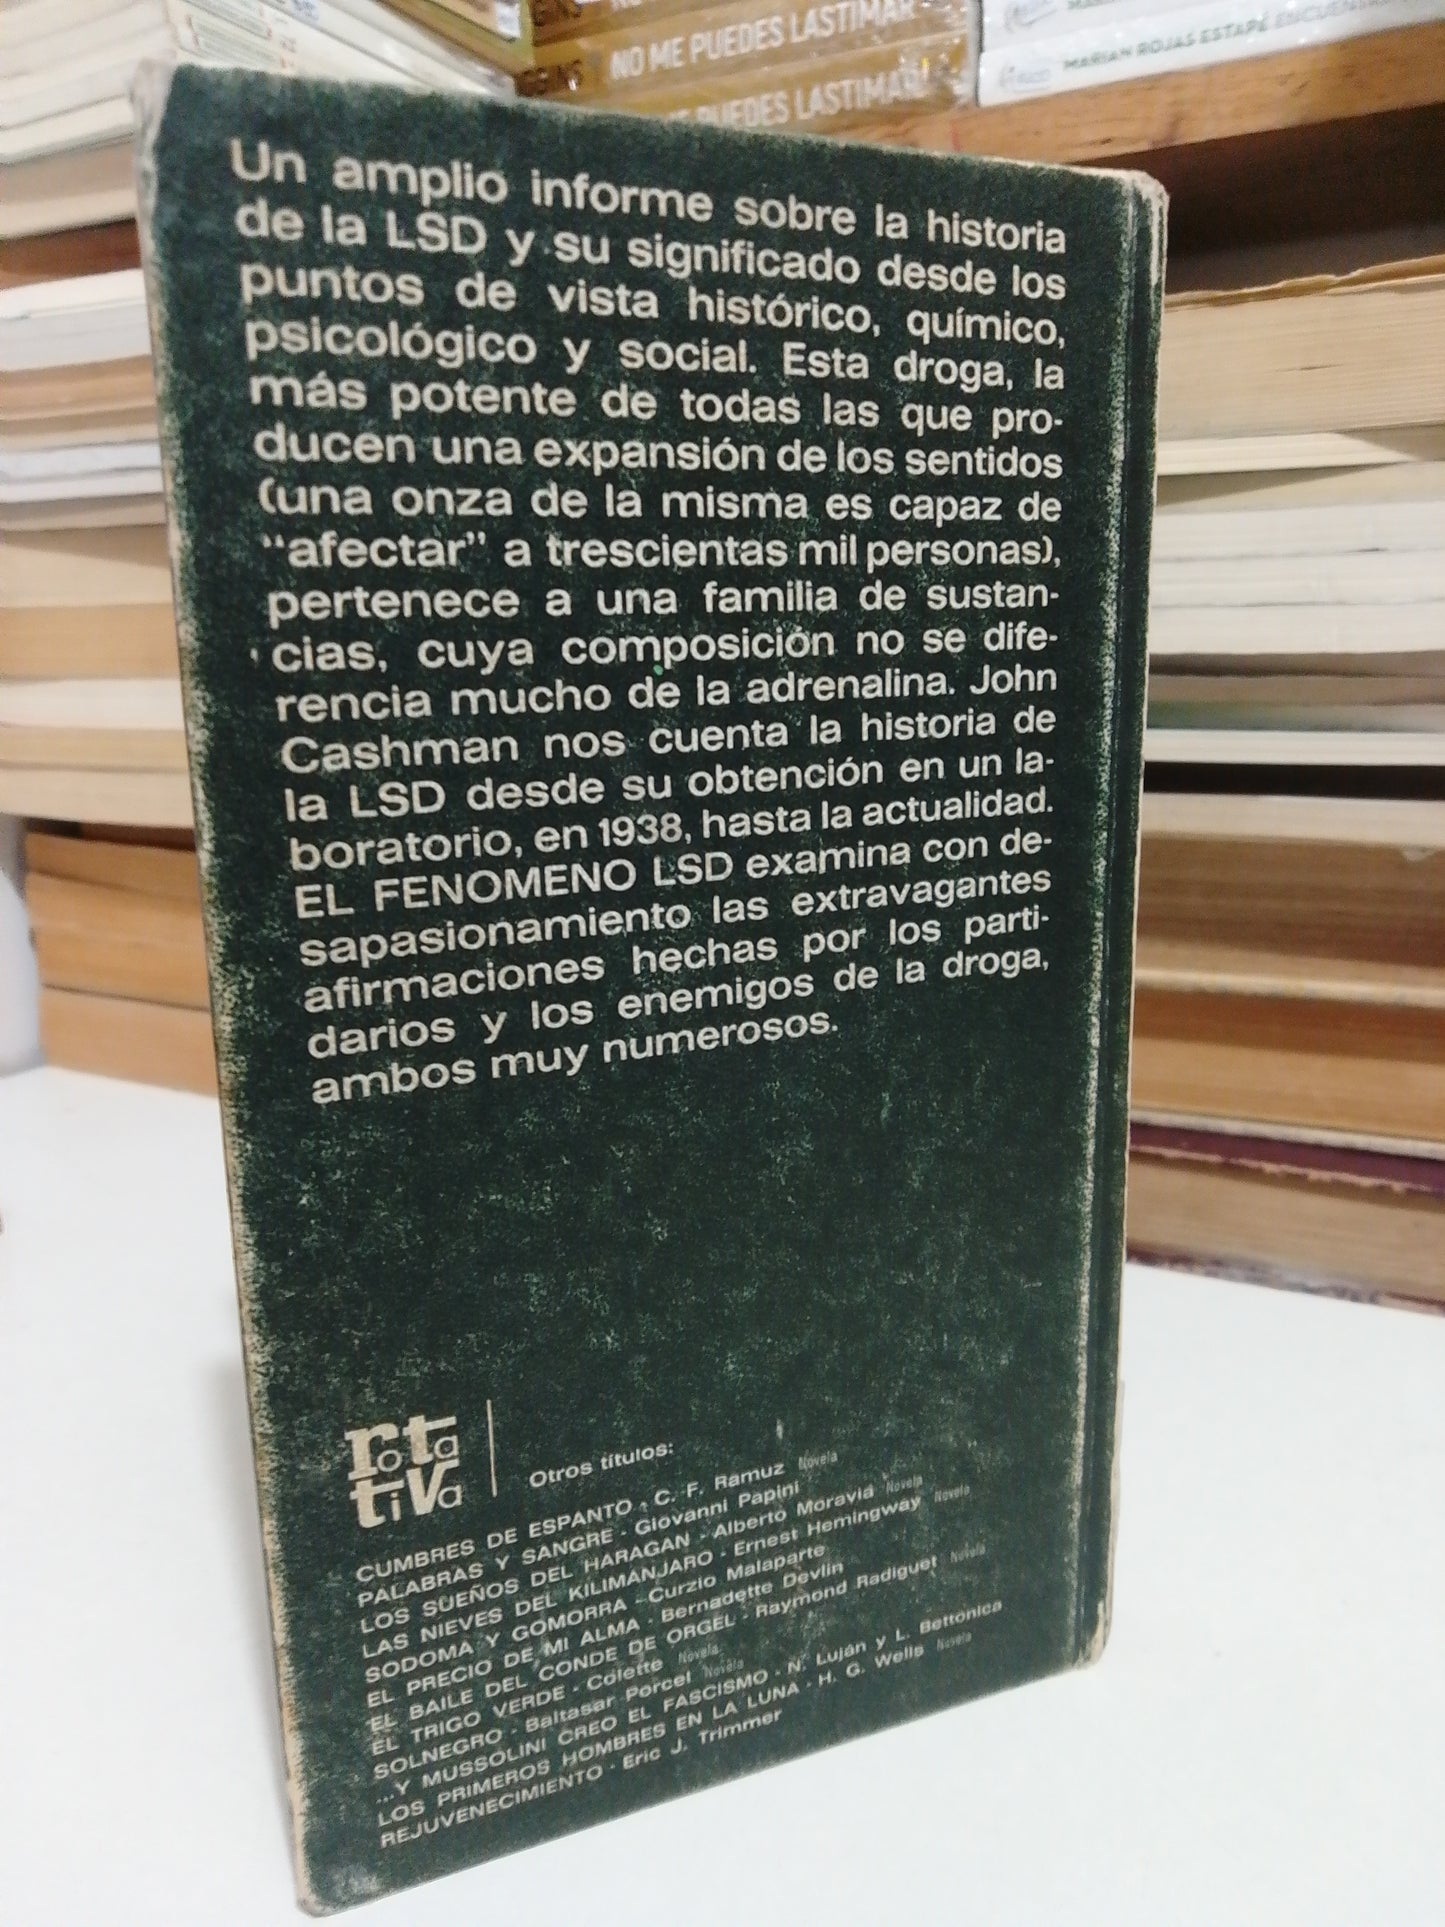 NO ME PUEDES LASTIMAR
PUEDES LASTIMAR
MARIAN ROJAS ESTAPÉ
Un amplio informe sobre la historia
de la LSD y su significado desde los
puntos de vista histórico, químico,
psicológico y social. Esta droga, la
más potente de todas las que pro-
ducen una expansión de los sentidos
(una onza de la misma es capaz de
"afectar" a trescientas mil personas),
pertenece a una familia de sustan-
cias, cuya composición no se dife-
rencia mucho de la adrenalina. John
Cashman nos cuenta la historia de
la LSD desde su obtención en un la-
boratorio, en 1938, hasta la actualidad.
EL FENOMENO LSD examina con de-
sapasionamiento las extravagantes
afirmaciones hechas por los parti-
darios y los enemigos de la droga,
ambos muy numerosos.
rota
tiva
Otros títulos:
CUMBRES DE ESPANTO · C. F. Ramuz Novela
PALABRAS Y SANGRE · Giovanni Papini
LOS SUEÑOS DEL HARAGAN · Alberto Moravia Novela
LAS NIEVES DEL KILIMANJARO · Ernest Hemingway Novela
SODOMA Y GOMORRA · Curzio Malaparte
EL PRECIO DE MI ALMA · Bernadette Devlin
EL BAILE DEL CONDE DE ORGEL · Raymond Radiguet Novela
EL TRIGO VERDE · Colette Novela
SOLNEGRO · Baltasar Porcel Novela
...Y MUSSOLINI CREO EL FASCISMO · N. Luján y L. Bettonica
LOS PRIMEROS HOMBRES EN LA LUNA · H. G. Wells Novela
REJUVENECIMIENTO · Eric J. Trimmer